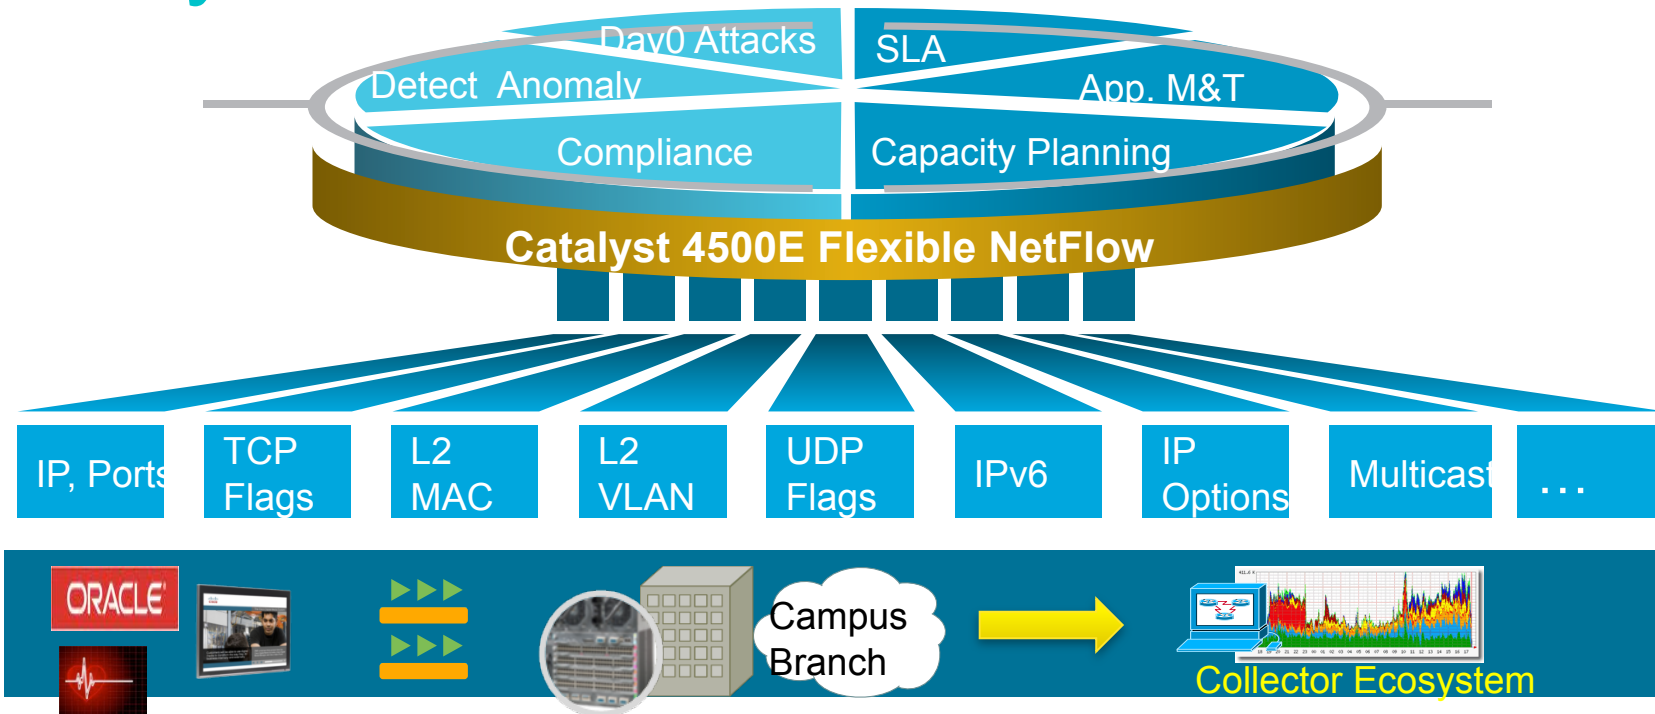 Day0 Attacks
SLA
Detect Anomaly
App. M&T
Compliance
Capacity Planning
Catalyst 4500E Flexible NetFlow
IP, Ports
TCP
Flags
L2
MAC
L2
VLAN
UDP
Flags
IPv6
IP
Options
Multicast
...
ORACLE
Campus
Branch
Collector Ecosystem